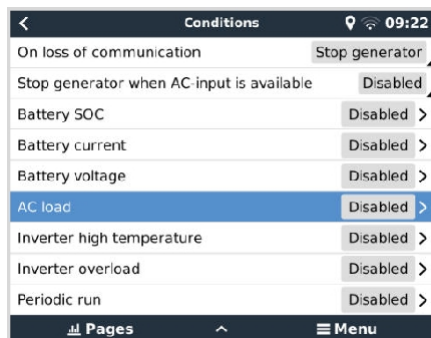 Conditions 09:22
On loss of communication Stop generator
Stop generator when AC-input is available Disabled
Battery SOC Disabled
Battery current Disabled
Battery voltage Disabled
AC load Disabled
Inverter high temperature Disabled
Inverter overload Disabled
Periodic run Disabled
Pages Menu